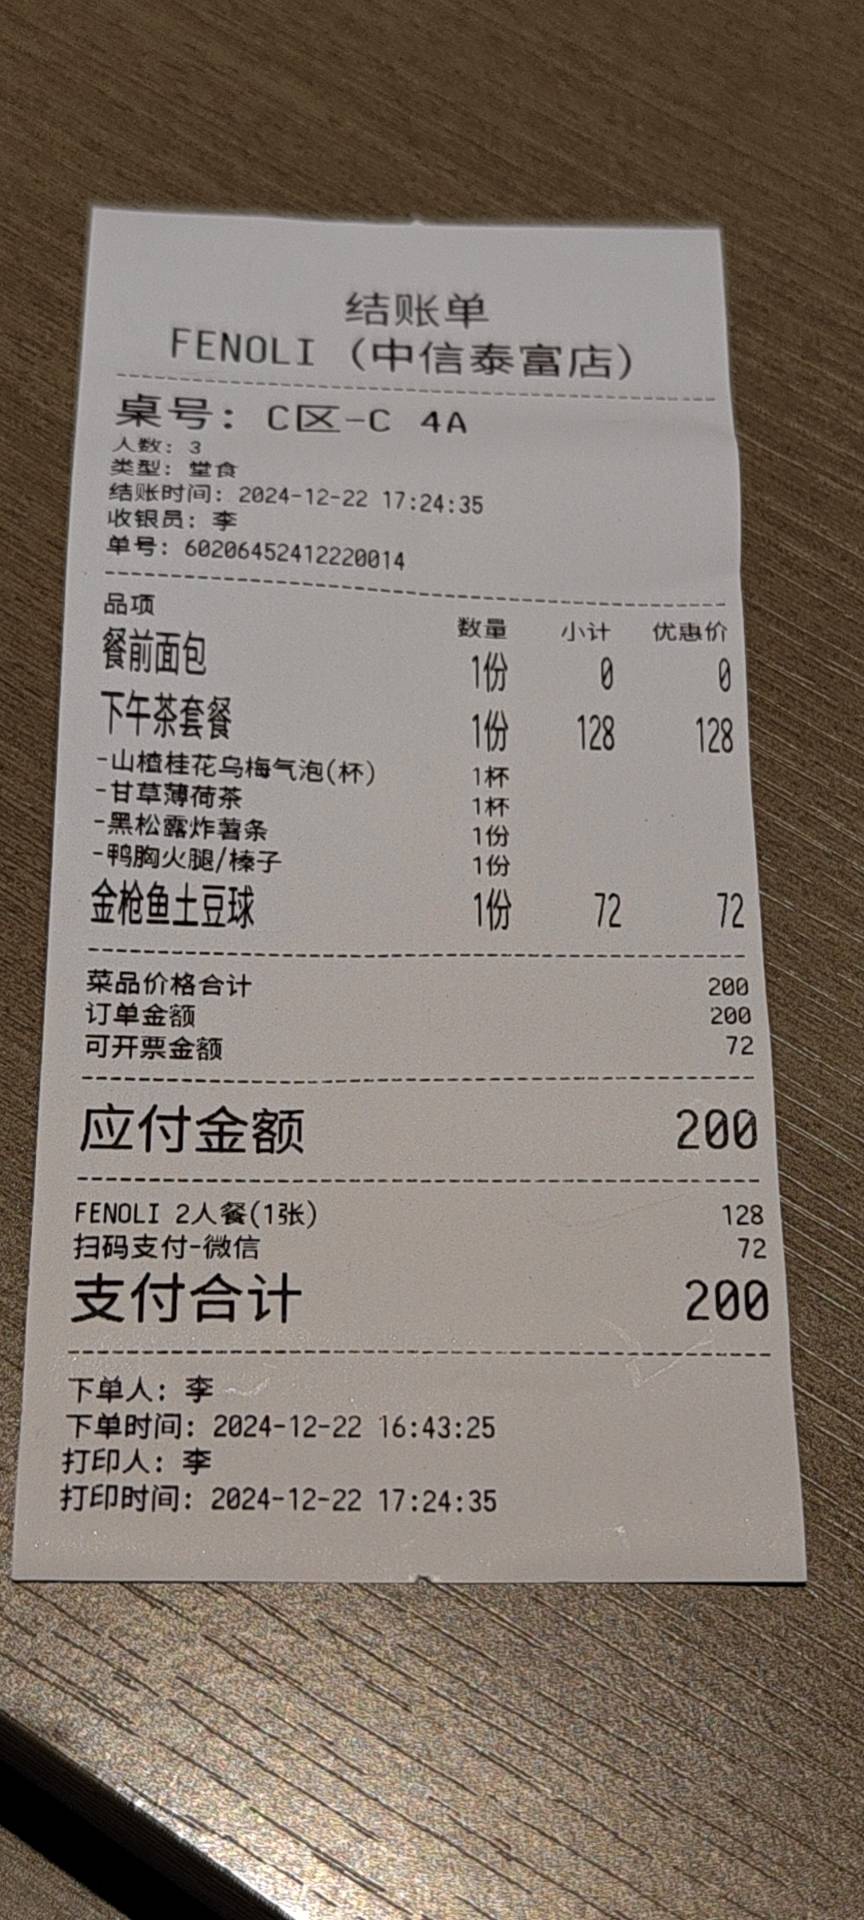 结账单
FENOLI (中信泰富店)
桌号: C区-C 4A
人数: 3
类型: 堂食
结账时间: 2024-12-22 17:24:35
收银员: 李
单号: 60206452412220014
品项 数量 小计 优惠价
餐前面包 1份 0 0
下午茶套餐 1份 128 128
-山楂桂花乌梅气泡(杯) 1杯
-甘草薄荷茶 1杯
-黑松露炸薯条 1份
-鸭胸火腿/榛子 1份
金枪鱼土豆球 1份 72 72
菜品价格合计 200
订单金额 200
可开票金额 72
应付金额 200
FENOLI 2人餐(1张) 128
扫码支付-微信 72
支付合计 200
下单人: 李
下单时间: 2024-12-22 16:43:25
打印人: 李
打印时间: 2024-12-22 17:24:35